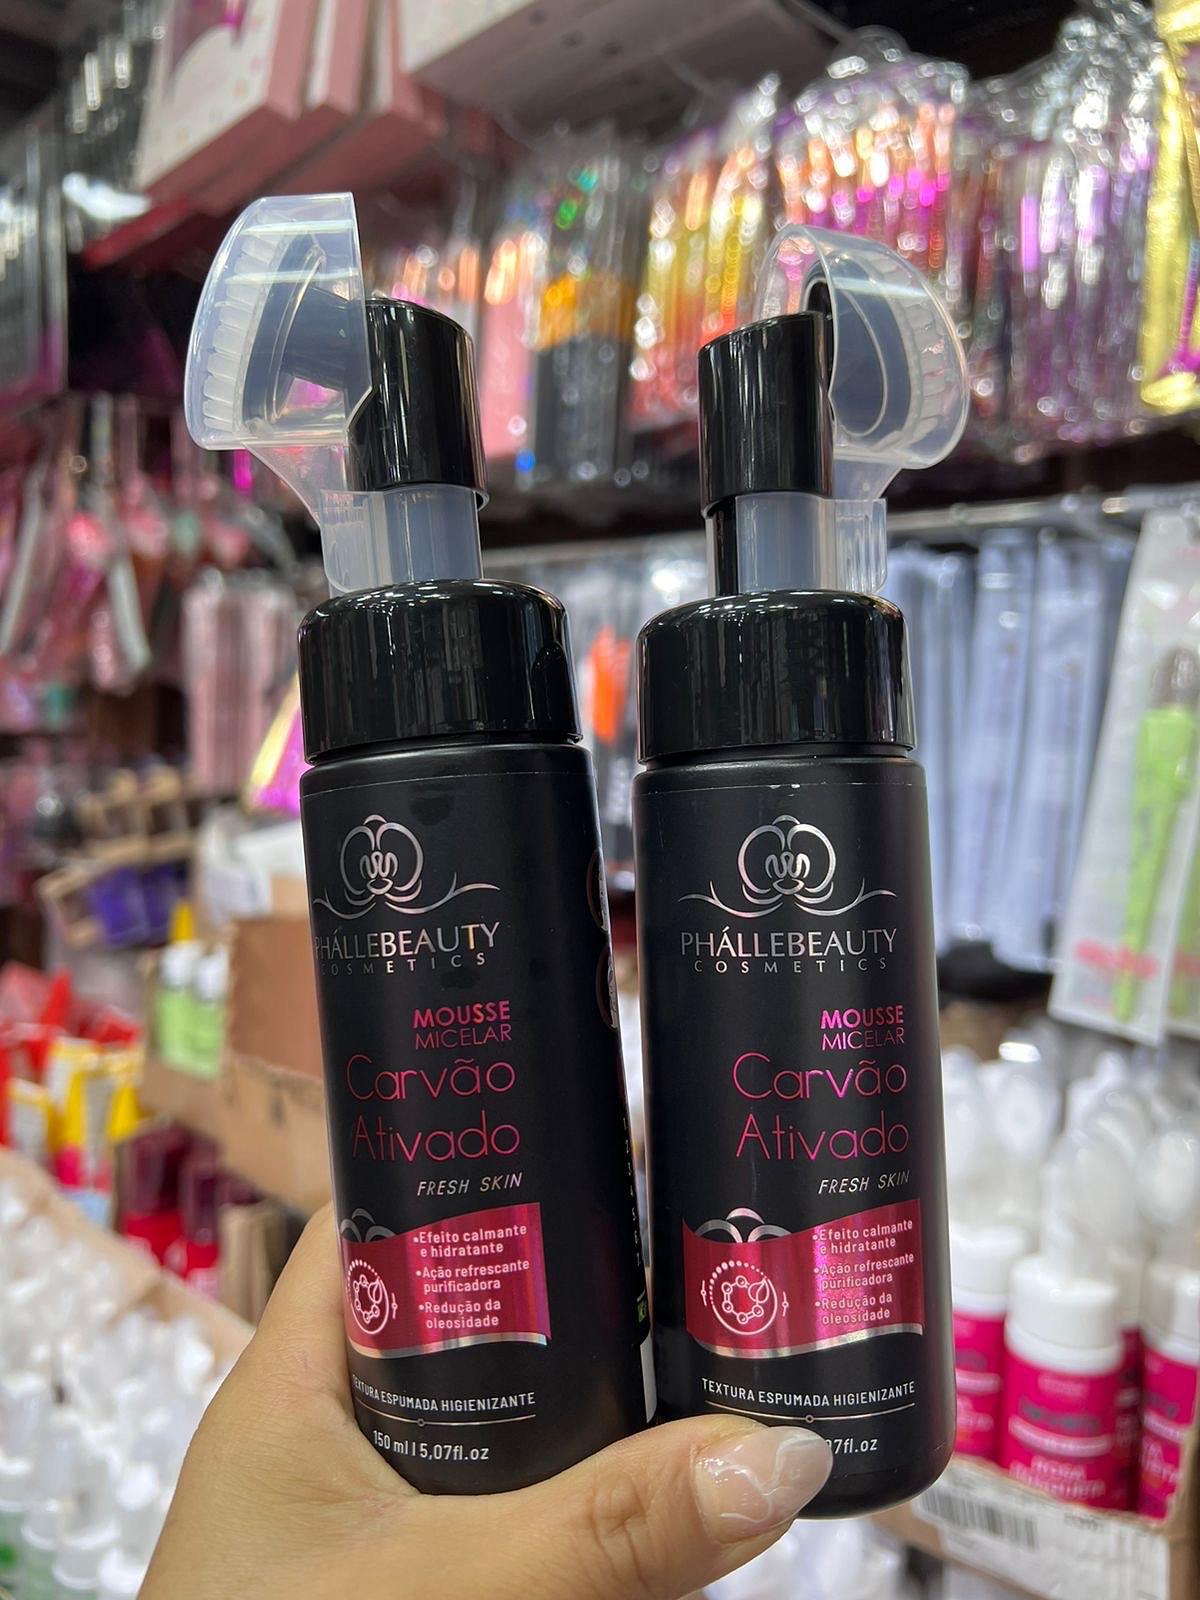 PHÁLLEBEAUTY
COSMETICS
MOUSSE
MICELAR
Carvão
Ativado
FRESH SKIN
•Efeito calmante
e hidratante
•Ação refrescante
purificadora
•Redução da
oleosidade
TEXTURA ESPUMADA HIGIENIZANTE
150 ml | 5,07fl.oz
PHÁLLEBEAUTY
COSMETICS
MOUSSE
MICELAR
Carvão
Ativado
FRESH SKIN
•Efeito calmante
e hidratante
•Ação refrescante
purificadora
•Redução da
oleosidade
TEXTURA ESPUMADA HIGIENIZANTE
07fl.oz